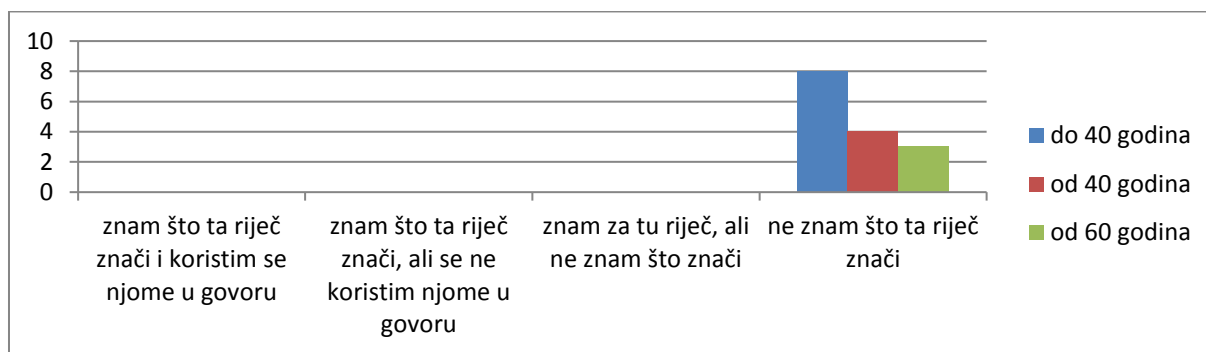 10
8
6
4
2
0
znam što ta riječ
znači i koristim se
njome u govoru
znam što ta riječ
znači, ali se ne
koristim njome u
govoru
znam za tu riječ, ali
ne znam što znači
ne znam što ta riječ
znači
do 40 godina
od 40 godina
od 60 godina